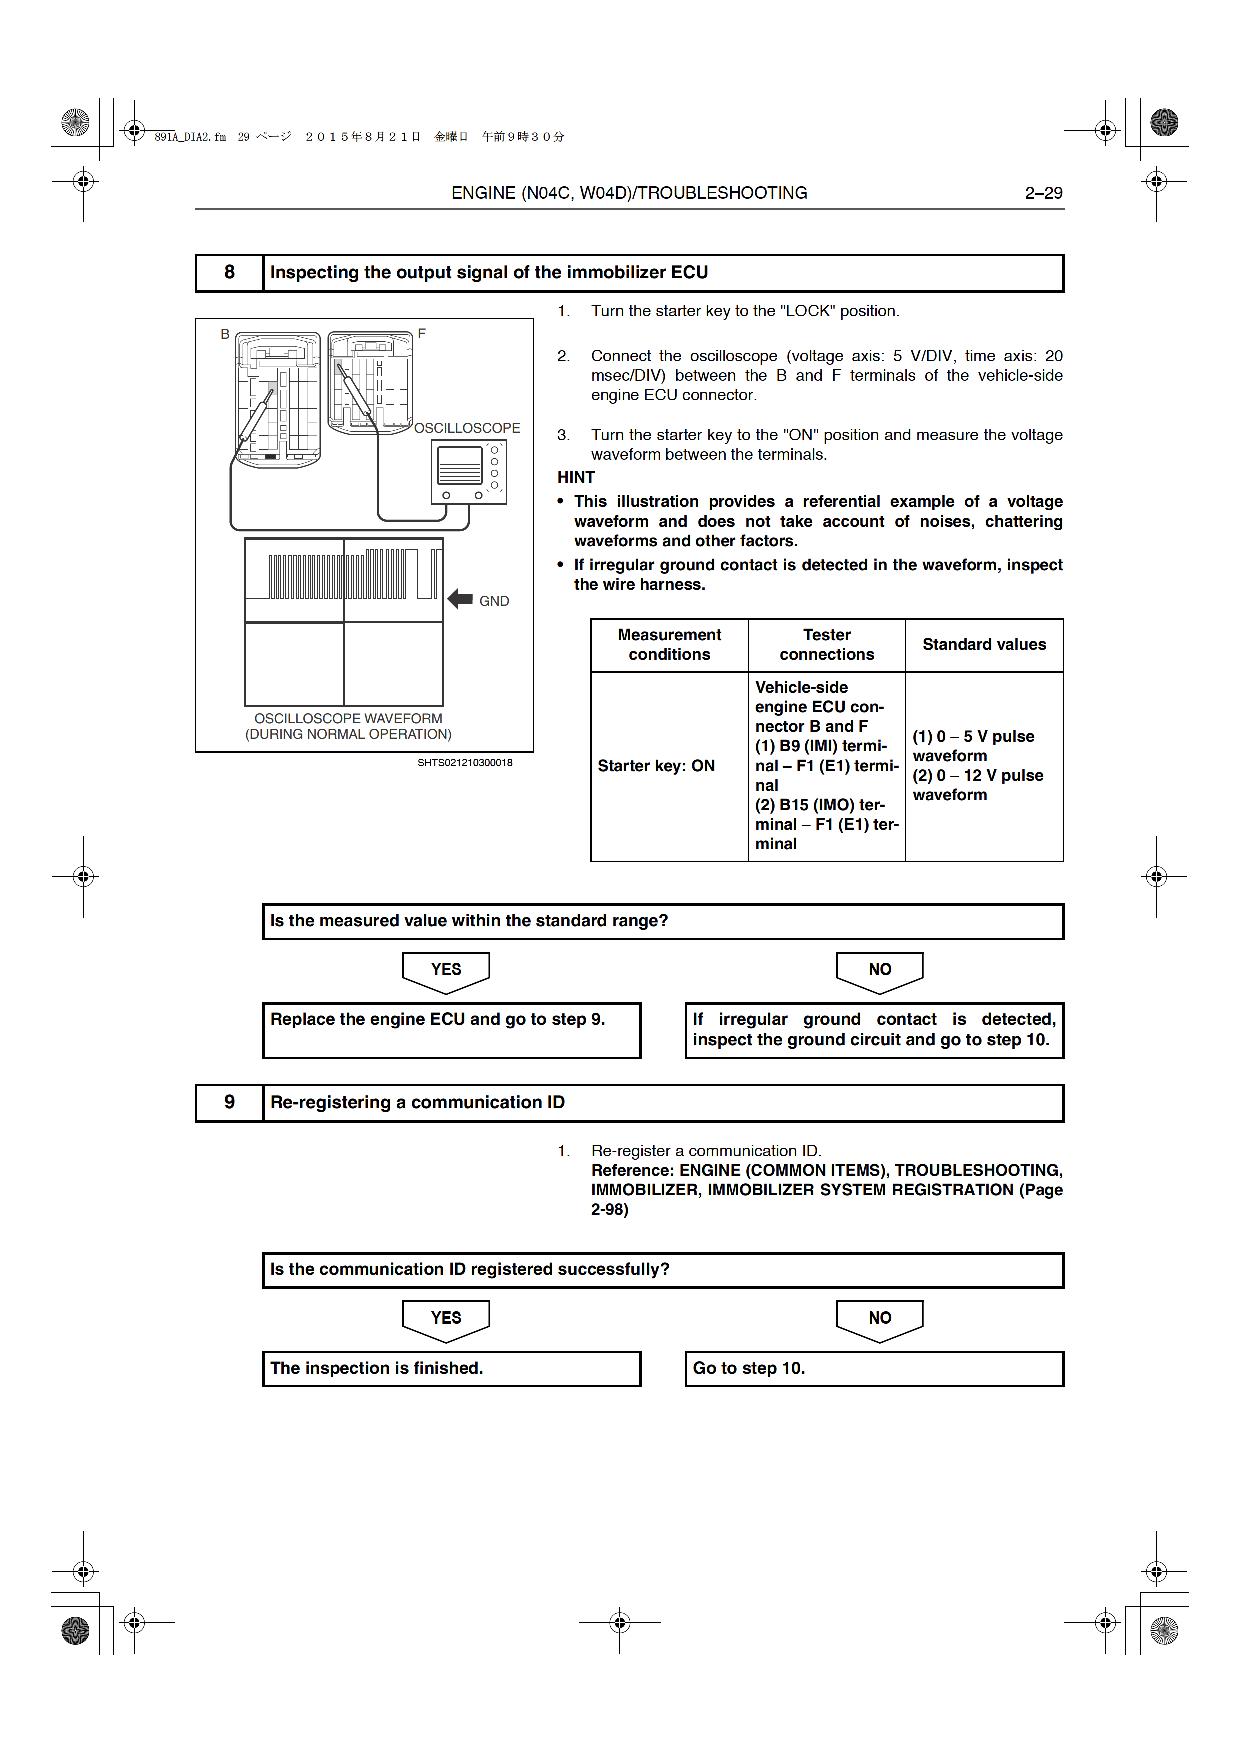 891A_DIA2.fm 29 ページ ２０１５年８月２１日 金曜日 午前９時３０分
ENGINE (N04C, W04D)/TROUBLESHOOTING 2–29
8 Inspecting the output signal of the immobilizer ECU
B F
OSCILLOSCOPE
GND
OSCILLOSCOPE WAVEFORM
(DURING NORMAL OPERATION)
SHTS021210300018
1. Turn the starter key to the "LOCK" position.
2. Connect the oscilloscope (voltage axis: 5 V/DIV, time axis: 20
msec/DIV) between the B and F terminals of the vehicle-side
engine ECU connector.
3. Turn the starter key to the "ON" position and measure the voltage
waveform between the terminals.
HINT
• This illustration provides a referential example of a voltage
waveform and does not take account of noises, chattering
waveforms and other factors.
• If irregular ground contact is detected in the waveform, inspect
the wire harness.
Measurement
conditions
Tester
connections
Standard values
Starter key: ON
Vehicle-side
engine ECU con-
nector B and F
(1) B9 (IMI) termi-
nal – F1 (E1) termi-
nal
(2) B15 (IMO) ter-
minal – F1 (E1) ter-
minal
(1) 0 – 5 V pulse
waveform
(2) 0 – 12 V pulse
waveform
Is the measured value within the standard range?
YES
NO
Replace the engine ECU and go to step 9.
If irregular ground contact is detected,
inspect the ground circuit and go to step 10.
9 Re-registering a communication ID
1. Re-register a communication ID.
Reference: ENGINE (COMMON ITEMS), TROUBLESHOOTING,
IMMOBILIZER, IMMOBILIZER SYSTEM REGISTRATION (Page
2-98)
Is the communication ID registered successfully?
YES
NO
The inspection is finished.
Go to step 10.